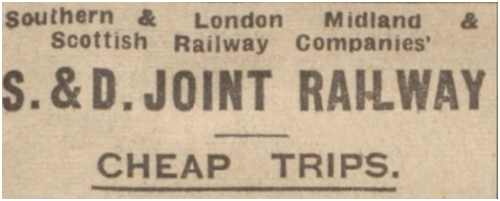 Southern & London Midland &
Scottish Railway Companies'
S. & D. JOINT RAILWAY
CHEAP TRIPS.